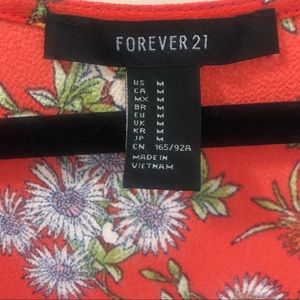 FOREVER 21
US M
CA M
MX M
BR M
EU M
UK M
KR M
JP M
CN 165/92A
MADE IN
VIETNAM